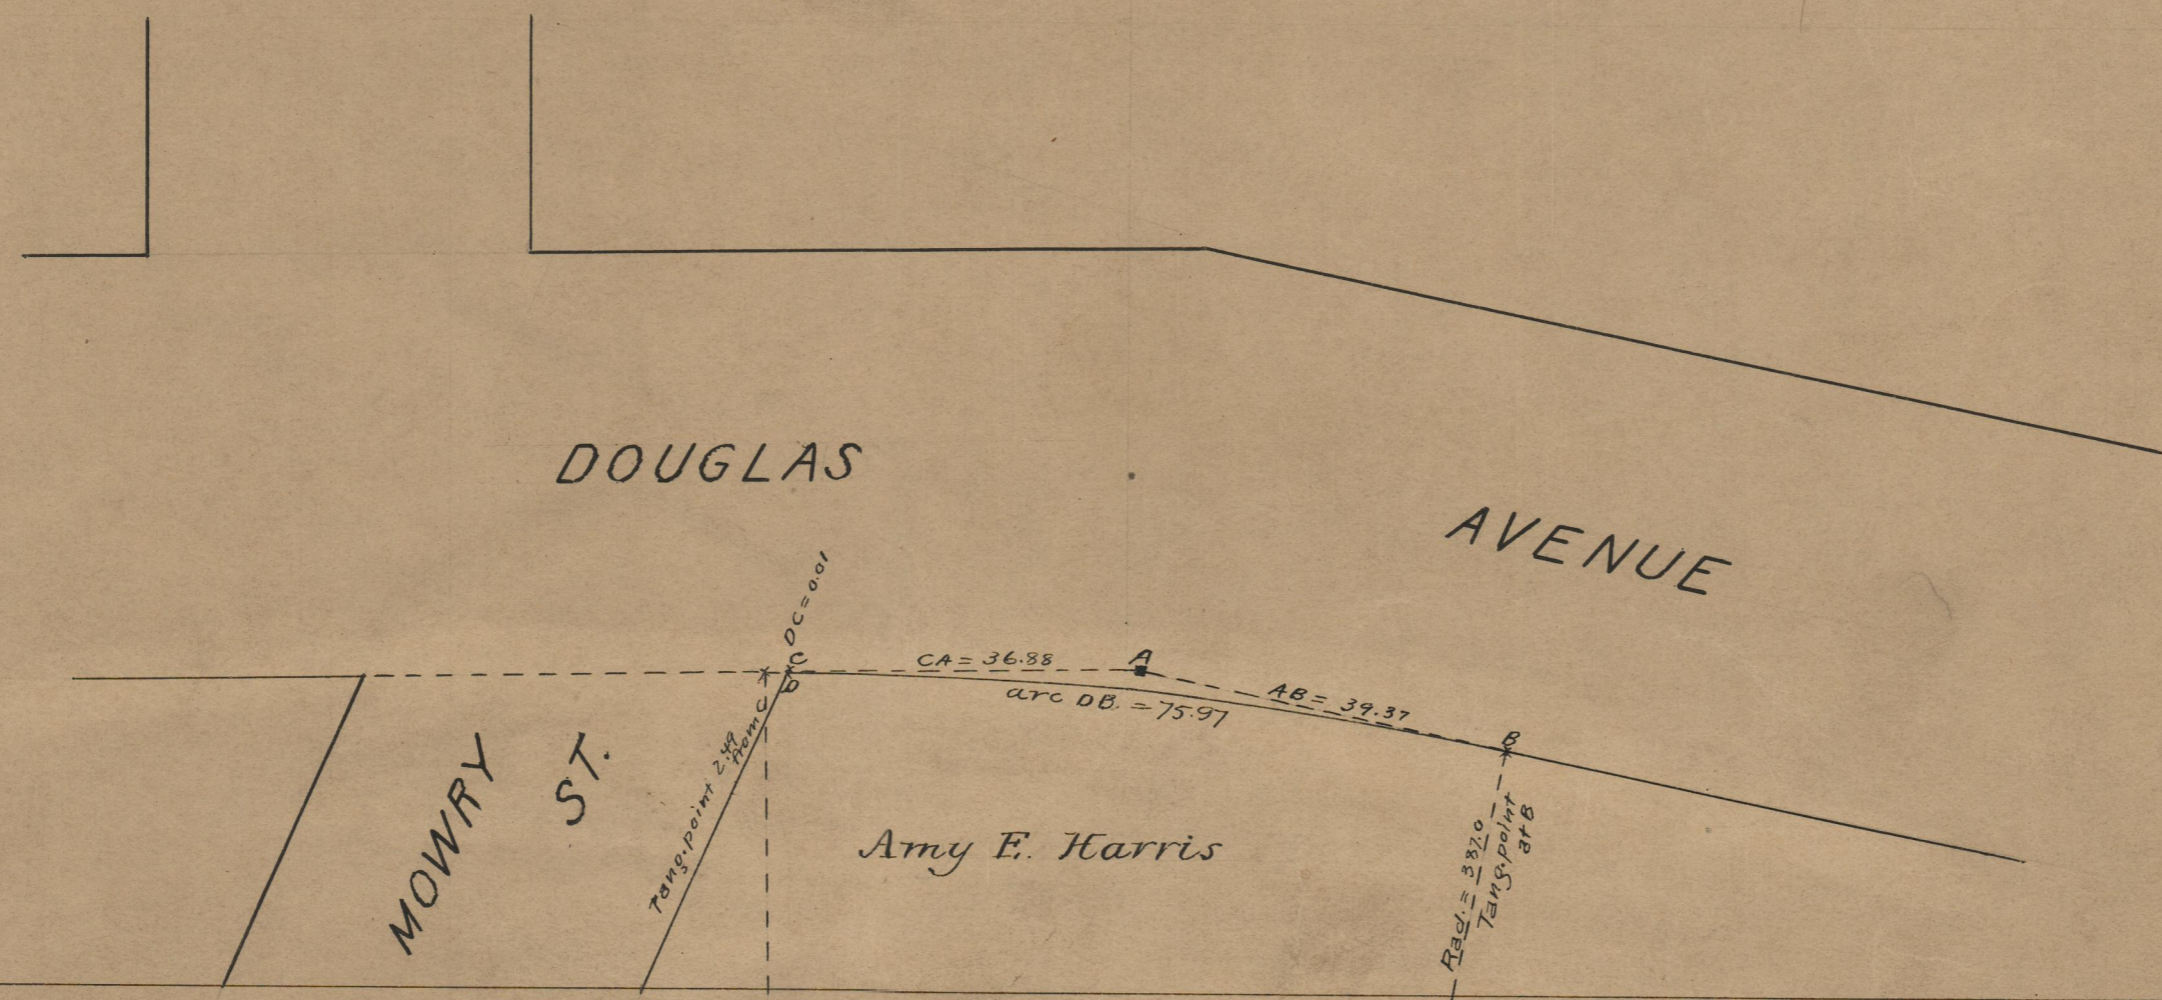 DOUGLAS
AVENUE
DC = 0.01
C
CA = 36.88
A
D
arc DB. = 75.97
AB = 39.37
B
Tang. point 2.49
from C
MOWRY
ST.
Amy E. Harris
Rad. = 387.0
Tang. point
at B